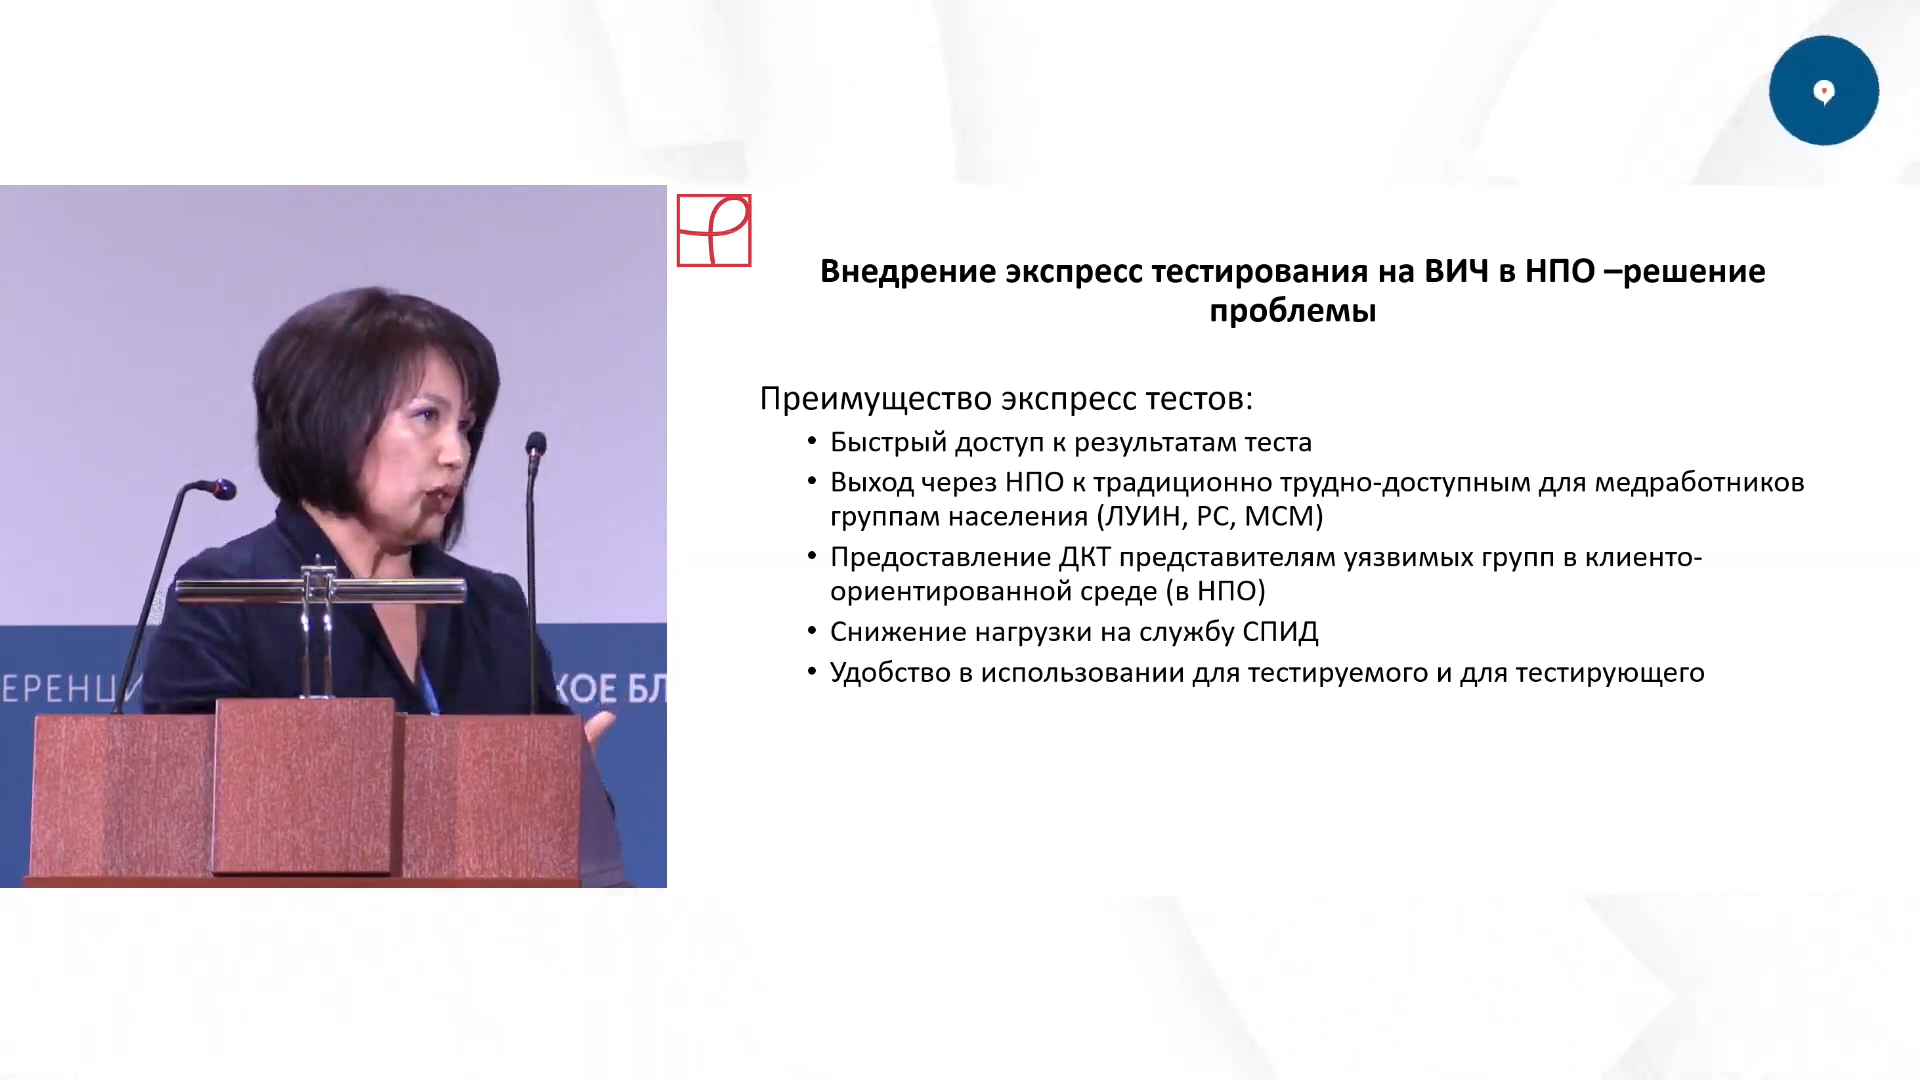 Внедрение экспресс тестирования на ВИЧ в НПО –решение
проблемы
Преимущество экспресс тестов:
• Быстрый доступ к результатам теста
• Выход через НПО к традиционно трудно-доступным для медработников
группам населения (ЛУИН, РС, МСМ)
• Предоставление ДКТ представителям уязвимых групп в клиенто-
ориентированной среде (в НПО)
• Снижение нагрузки на службу СПИД
• Удобство в использовании для тестируемого и для тестирующего
ЕРЕНЦИ
КОЕ БЛ